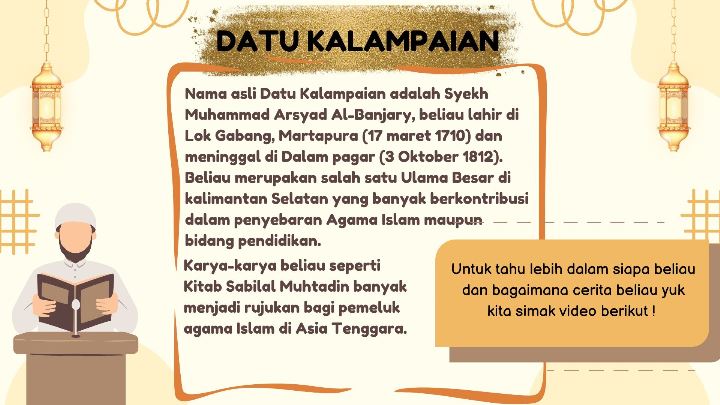 DATU KALAMPAIAN
Nama asli Datu Kalampaian adalah Syekh
Muhammad Arsyad Al-Banjary, beliau lahir di
Lok Gabang, Martapura (17 maret 1710) dan
meninggal di Dalam pagar (3 Oktober 1812).
Beliau merupakan salah satu Ulama Besar di
kalimantan Selatan yang banyak berkontribusi
dalam penyebaran Agama Islam maupun
bidang pendidikan.
Karya-karya beliau seperti
Kitab Sabilal Muhtadin banyak
menjadi rujukan bagi pemeluk
agama Islam di Asia Tenggara.
Untuk tahu lebih dalam siapa beliau
dan bagaimana cerita beliau yuk
kita simak video berikut !